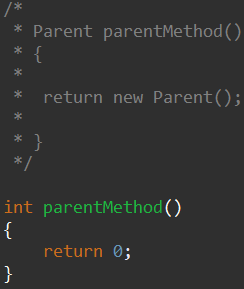 /*
 * Parent parentMethod()
 * {
 *
 *  return new Parent();
 *
 * }
 */

int parentMethod()
{
    return 0;
}